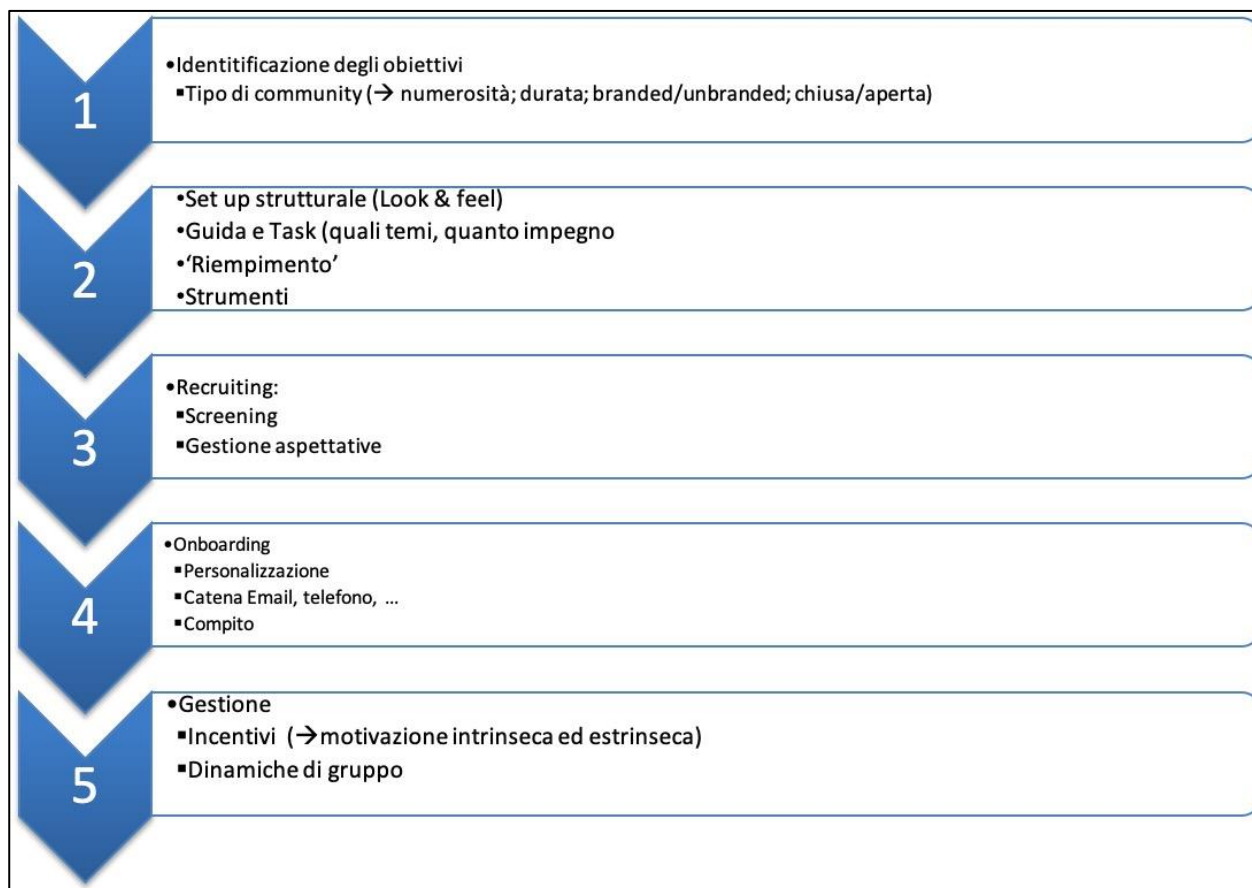 1
•Identitificazione degli obiettivi
▪Tipo di community (→ numerosità; durata; branded/unbranded; chiusa/aperta)
2
•Set up strutturale (Look & feel)
•Guida e Task (quali temi, quanto impegno
•‘Riempimento’
•Strumenti
3
•Recruiting:
▪Screening
▪Gestione aspettative
4
•Onboarding
▪Personalizzazione
▪Catena Email, telefono, ...
▪Compito
5
•Gestione
▪Incentivi (→motivazione intrinseca ed estrinseca)
▪Dinamiche di gruppo